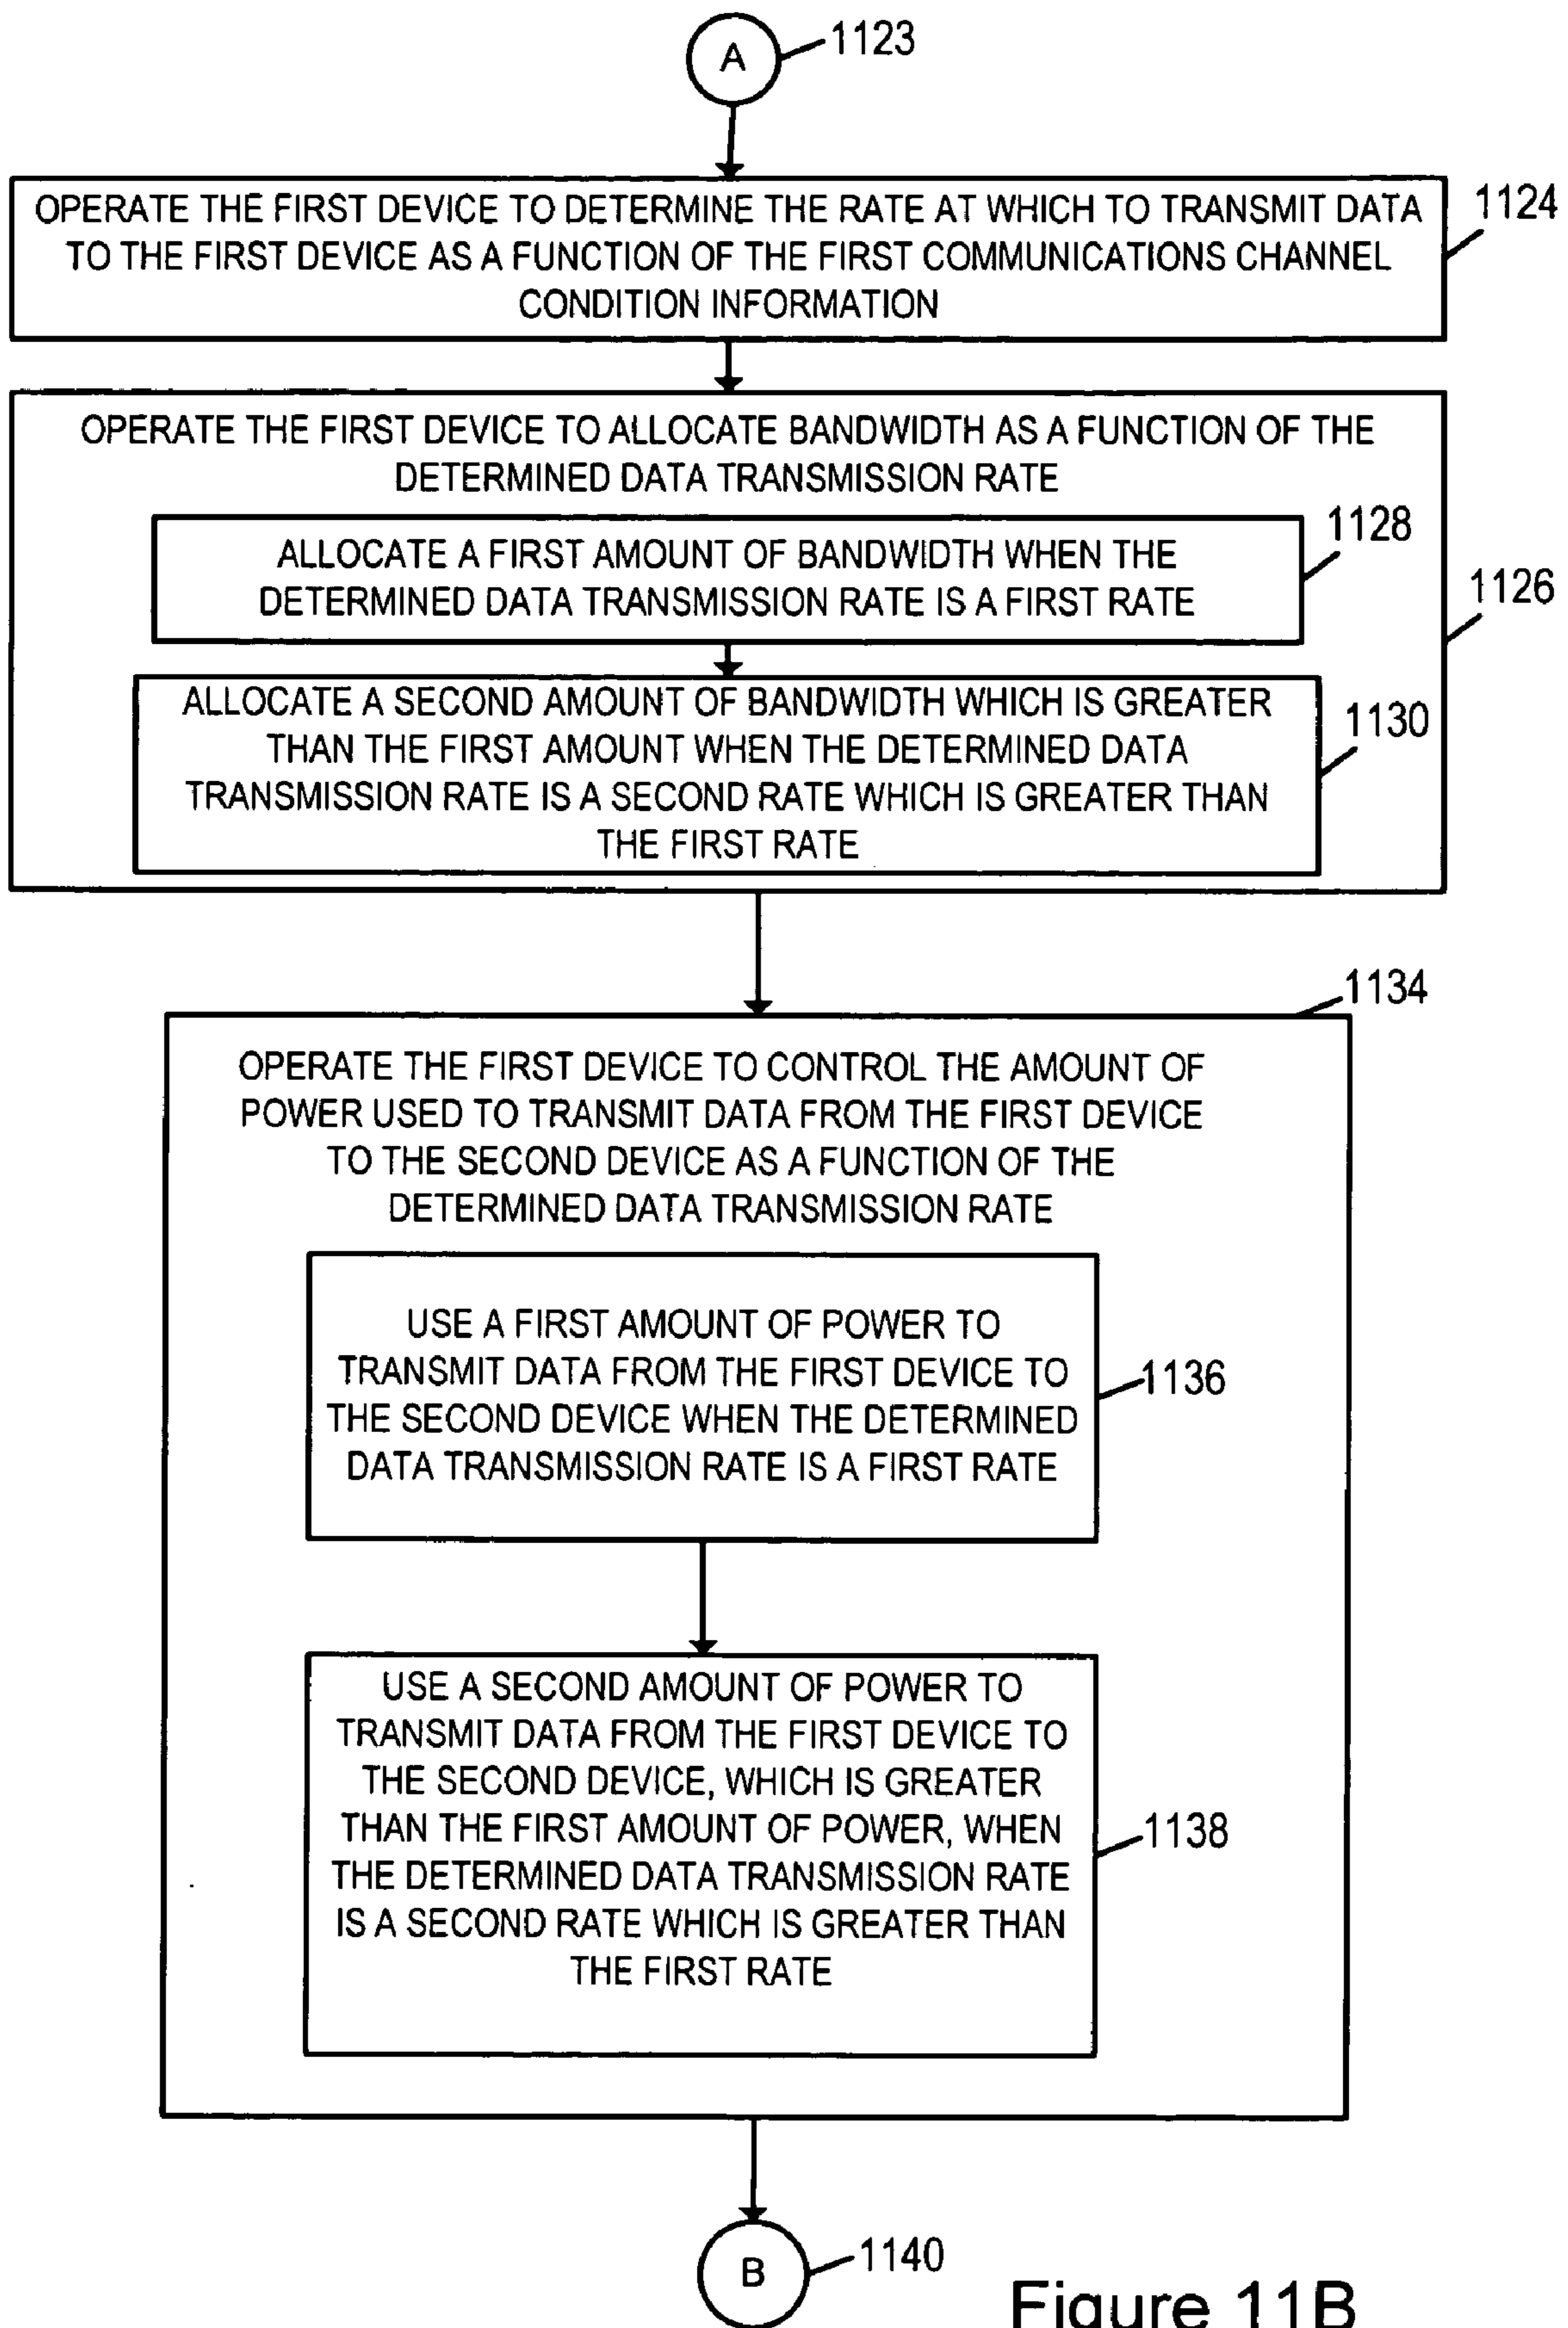 A
1123
OPERATE THE FIRST DEVICE TO DETERMINE THE RATE AT WHICH TO TRANSMIT DATA
TO THE FIRST DEVICE AS A FUNCTION OF THE FIRST COMMUNICATIONS CHANNEL
CONDITION INFORMATION
1124
OPERATE THE FIRST DEVICE TO ALLOCATE BANDWIDTH AS A FUNCTION OF THE
DETERMINED DATA TRANSMISSION RATE
1126
ALLOCATE A FIRST AMOUNT OF BANDWIDTH WHEN THE
DETERMINED DATA TRANSMISSION RATE IS A FIRST RATE
1128
ALLOCATE A SECOND AMOUNT OF BANDWIDTH WHICH IS GREATER
THAN THE FIRST AMOUNT WHEN THE DETERMINED DATA
TRANSMISSION RATE IS A SECOND RATE WHICH IS GREATER THAN
THE FIRST RATE
1130
1134
OPERATE THE FIRST DEVICE TO CONTROL THE AMOUNT OF
POWER USED TO TRANSMIT DATA FROM THE FIRST DEVICE
TO THE SECOND DEVICE AS A FUNCTION OF THE
DETERMINED DATA TRANSMISSION RATE
USE A FIRST AMOUNT OF POWER TO
TRANSMIT DATA FROM THE FIRST DEVICE TO
THE SECOND DEVICE WHEN THE DETERMINED
DATA TRANSMISSION RATE IS A FIRST RATE
1136
USE A SECOND AMOUNT OF POWER TO
TRANSMIT DATA FROM THE FIRST DEVICE TO
THE SECOND DEVICE, WHICH IS GREATER
THAN THE FIRST AMOUNT OF POWER, WHEN
THE DETERMINED DATA TRANSMISSION RATE
IS A SECOND RATE WHICH IS GREATER THAN
THE FIRST RATE
1138
B
1140
Figure 11B